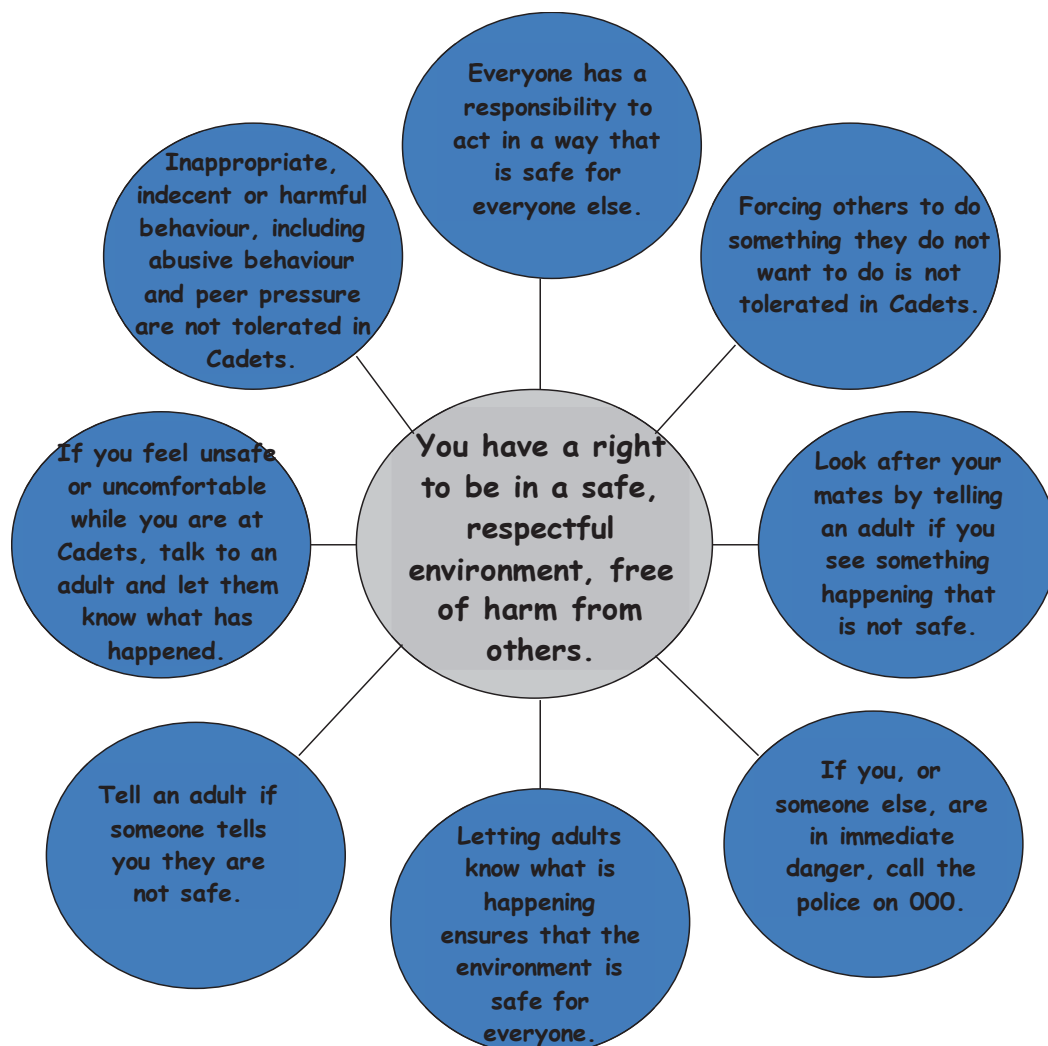 Everyone has a
responsibility to
act in a way that
is safe for
everyone else.
Forcing others to do
something they do not
want to do is not
tolerated in Cadets.
Look after your
mates by telling
an adult if you
see something
happening that
is not safe.
If you, or
someone else, are
in immediate
danger, call the
police on 000.
Letting adults
know what is
happening
ensures that the
environment is
safe for
everyone.
Tell an adult if
someone tells
you they are
not safe.
If you feel unsafe
or uncomfortable
while you are at
Cadets, talk to an
adult and let them
know what has
happened.
Inappropriate,
indecent or harmful
behaviour, including
abusive behaviour
and peer pressure
are not tolerated in
Cadets.
You have a right
to be in a safe,
respectful
environment, free
of harm from
others.